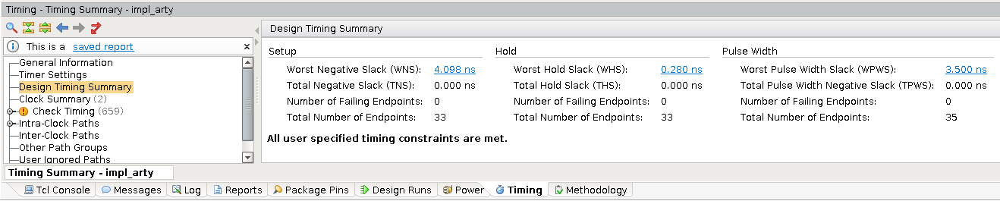 Timing - Timing Summary - impl_arty
This is a saved report
General Information
Timer Settings
Design Timing Summary
Clock Summary (2)
Check Timing (659)
Intra-Clock Paths
Inter-Clock Paths
Other Path Groups
User Ignored Paths
Timing Summary - impl_arty
Design Timing Summary
Setup Hold Pulse Width
Worst Negative Slack (WNS): 4.098 ns Worst Hold Slack (WHS): 0.280 ns Worst Pulse Width Slack (WPWS): 3.500 ns
Total Negative Slack (TNS): 0.000 ns Total Hold Slack (THS): 0.000 ns Total Pulse Width Negative Slack (TPWS): 0.000 ns
Number of Failing Endpoints: 0 Number of Failing Endpoints: 0 Number of Failing Endpoints: 0
Total Number of Endpoints: 33 Total Number of Endpoints: 33 Total Number of Endpoints: 35
All user specified timing constraints are met.
Tcl Console Messages Log Reports Package Pins Design Runs Power Timing Methodology